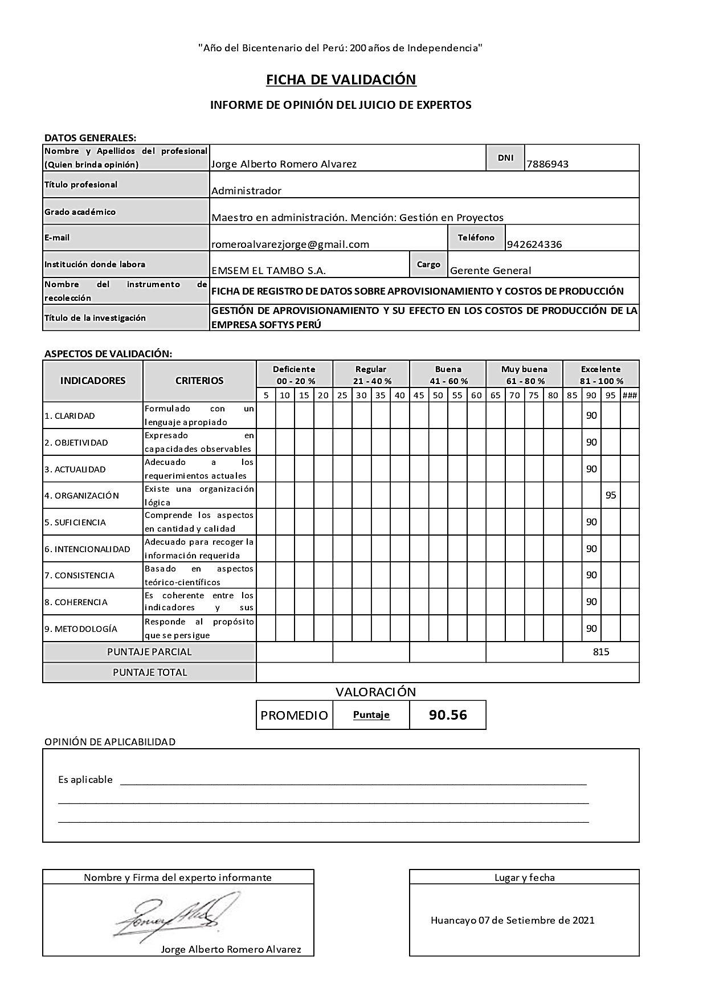 "Año del Bicentenario del Perú: 200 años de Independencia"
FICHA DE VALIDACIÓN
INFORME DE OPINIÓN DEL JUICIO DE EXPERTOS
DATOS GENERALES:
Nombre y Apellidos del profesional
(Quien brinda opinión)
Jorge Alberto Romero Alvarez
DNI
7886943
Título profesional
Administrador
Grado académico
Maestro en administración. Mención: Gestión en Proyectos
E-mail
romeroalvarezjorge@gmail.com
Teléfono
942624336
Institución donde labora
EMSEM EL TAMBO S.A.
Cargo
Gerente General
Nombre del instrumento de
recolección
FICHA DE REGISTRO DE DATOS SOBRE APROVISIONAMIENTO Y COSTOS DE PRODUCCIÓN
Título de la investigación
GESTIÓN DE APROVISIONAMIENTO Y SU EFECTO EN LOS COSTOS DE PRODUCCIÓN DE LA
EMPRESA SOFTYS PERÚ
ASPECTOS DE VALIDACIÓN:
INDICADORES
CRITERIOS
Deficiente
00 - 20 %
Regular
21 - 40 %
Buena
41 - 60 %
Muy buena
61 - 80 %
Excelente
81 - 100 %
5 10 15 20 25 30 35 40 45 50 55 60 65 70 75 80 85 90 95 ###
1. CLARIDAD
Formulado con un
lenguaje apropiado
90
2. OBJETIVIDAD
Expresado en
capacidades observables
90
3. ACTUALIDAD
Adecuado a los
requerimientos actuales
90
4. ORGANIZACIÓN
Existe una organización
lógica
95
5. SUFICIENCIA
Comprende los aspectos
en cantidad y calidad
90
6. INTENCIONALIDAD
Adecuado para recoger la
información requerida
90
7. CONSISTENCIA
Basado en aspectos
teórico-científicos
90
8. COHERENCIA
Es coherente entre los
indicadores y sus
90
9. METODOLOGÍA
Responde al propósito
que se persigue
90
PUNTAJE PARCIAL
815
PUNTAJE TOTAL
VALORACIÓN
PROMEDIO
Puntaje
90.56
OPINIÓN DE APLICABILIDAD
Es aplicable
Nombre y Firma del experto informante
Jorge Alberto Romero Alvarez
Lugar y fecha
Huancayo 07 de Setiembre de 2021